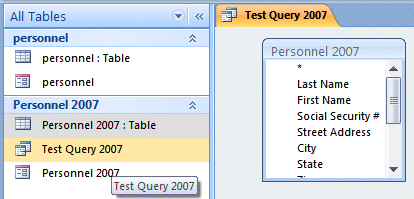 All Tables
personnel
personnel : Table
personnel
Personnel 2007
Personnel 2007 : Table
Test Query 2007
Personnel 2007
Test Query 2007
Test Query 2007
Personnel 2007
*
Last Name
First Name
Social Security #
Street Address
City
State